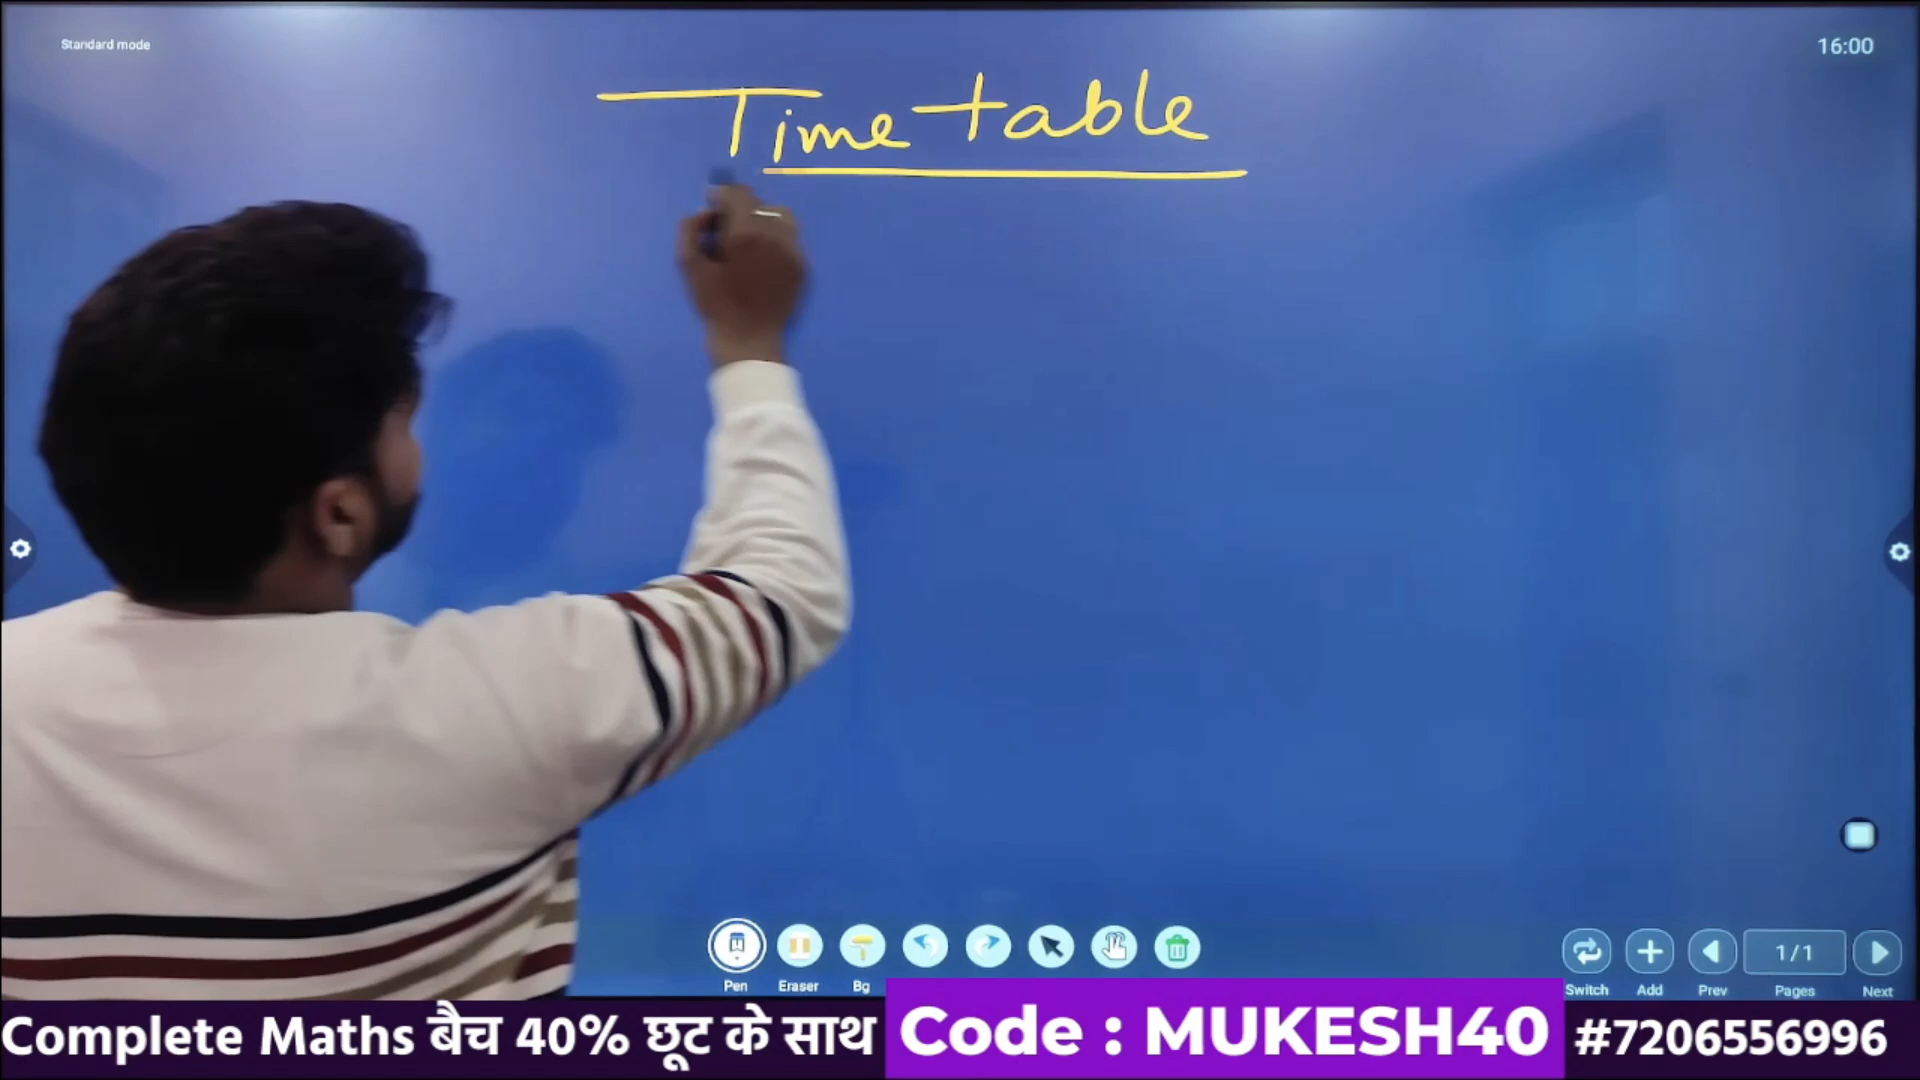 Standard mode
16:00
Time table
Pen
Eraser
Bg
Switch
Add
Prev
1/1
Pages
Next
Complete Maths बैच 40% छूट के साथ
Code : MUKESH40
#7206556996